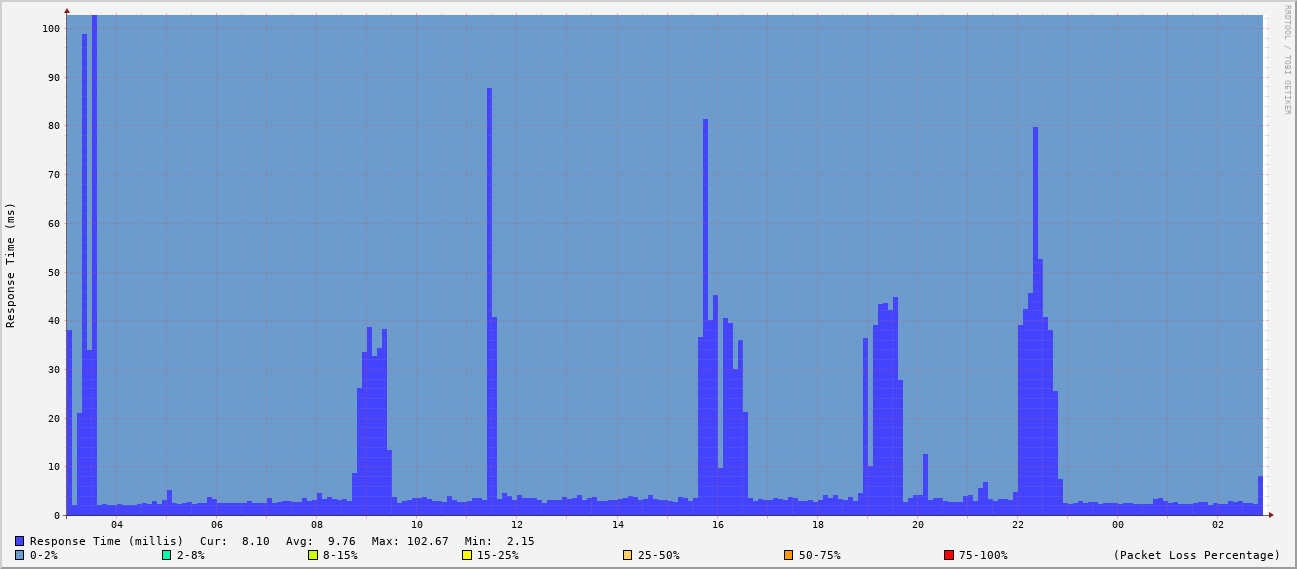 RRDTOOL / TOBI OETIKER
Response Time (ms)
100
90
80
70
60
50
40
30
20
10
0
04 06 08 10 12 14 16 18 20 22 00 02
Response Time (millis) Cur: 8.10 Avg: 9.76 Max: 102.67 Min: 2.15
0-2% 2-8% 8-15% 15-25% 25-50% 50-75% 75-100% (Packet Loss Percentage)